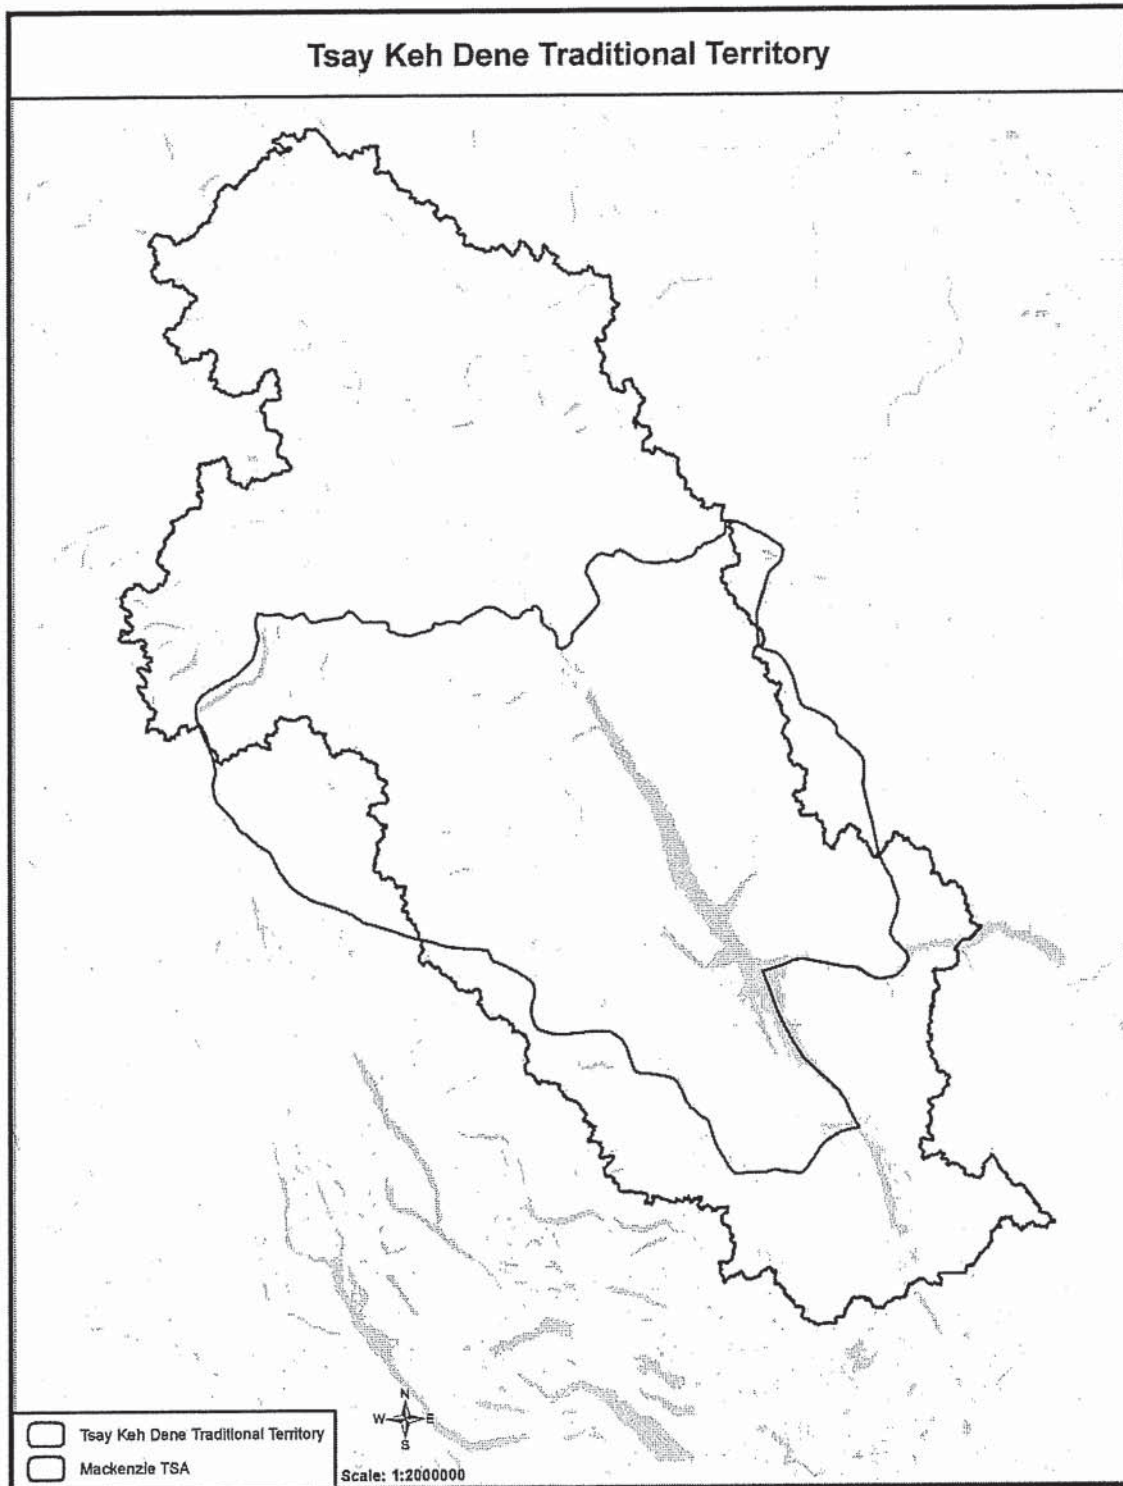 Tsay Keh Dene Traditional Territory
N
W E
S
Tsay Keh Dene Traditional Territory
Mackenzie TSA
Scale: 1:2000000